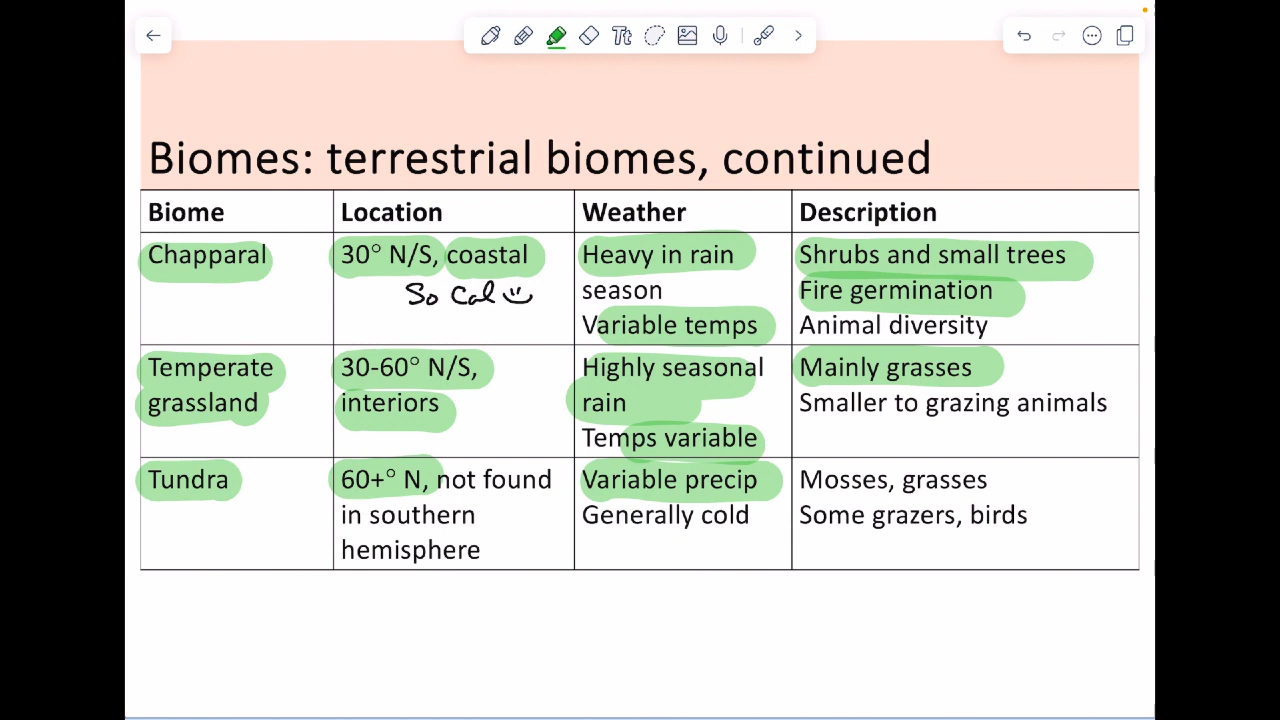 Tt
Biomes: terrestrial biomes, continued
Biome Location Weather Description
Chapparal 30° N/S, coastal Heavy in rain Shrubs and small trees
So Cal season Fire germination
Variable temps Animal diversity
Temperate 30-60° N/S, Highly seasonal Mainly grasses
grassland interiors rain Smaller to grazing animals
Temps variable
Tundra 60+° N, not found Variable precip Mosses, grasses
in southern Generally cold Some grazers, birds
hemisphere